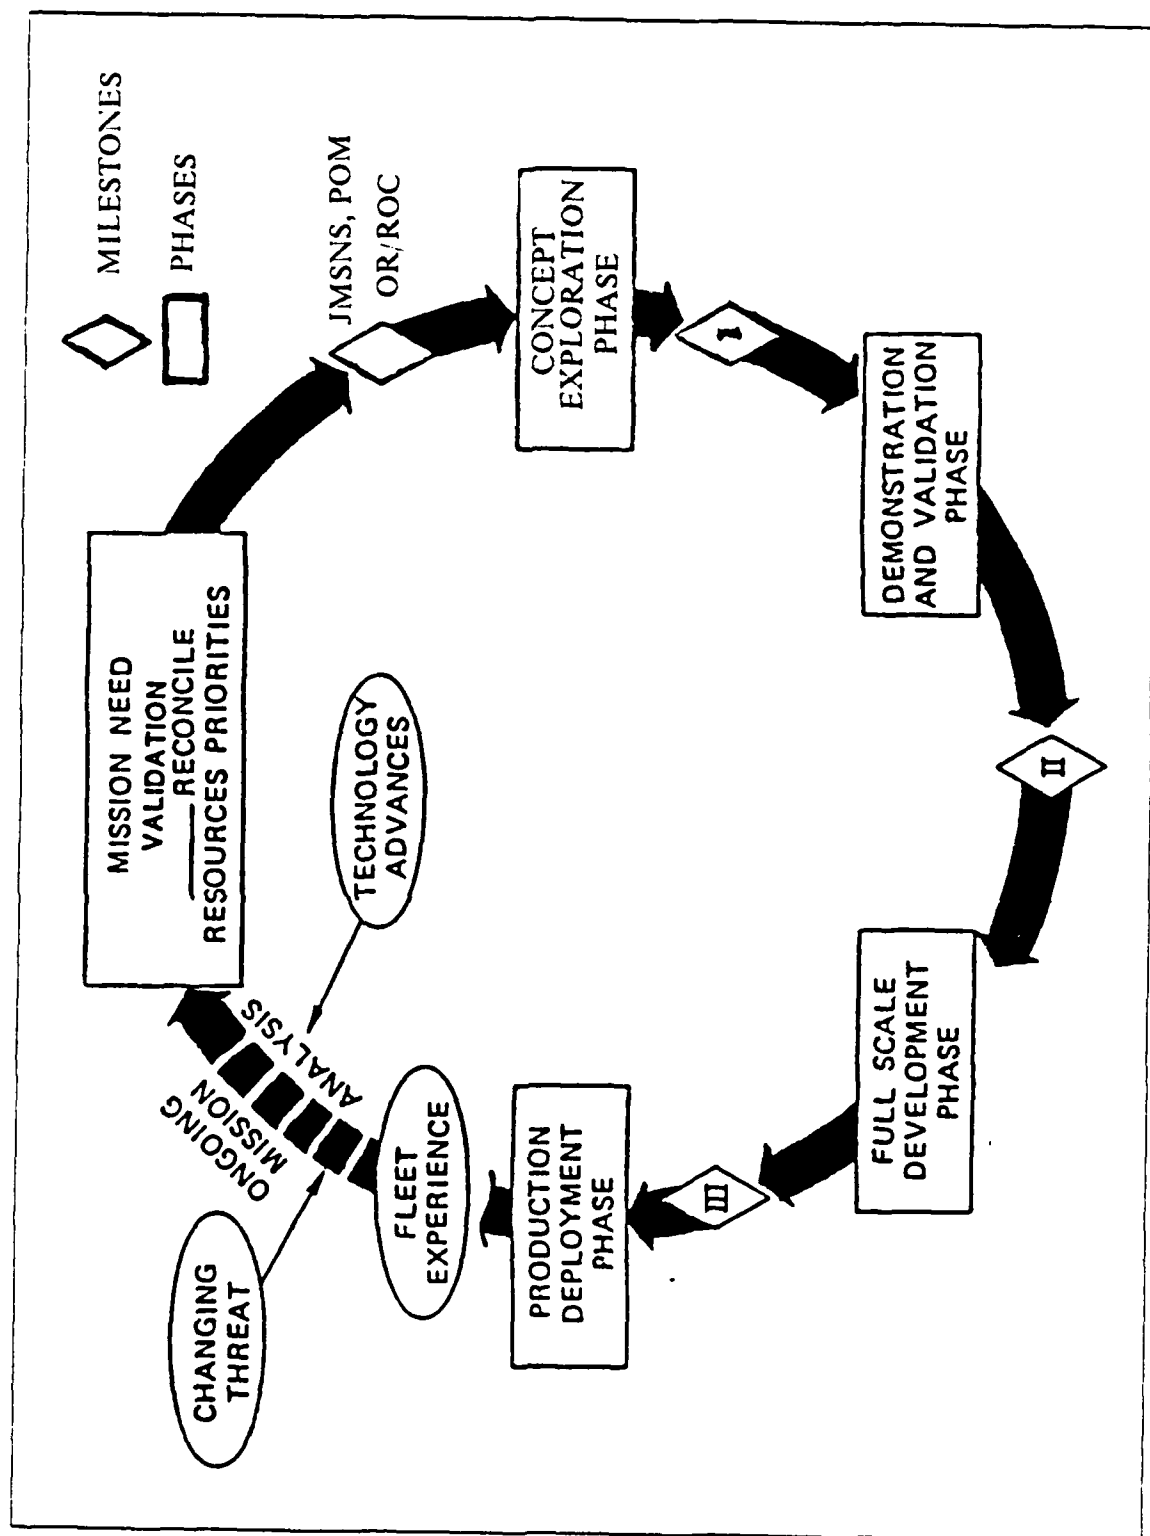 MILESTONES
PHASES
MISSION NEED
VALIDATION
RECONCILE
RESOURCES PRIORITIES
JMSNS, POM
OR/ROC
CONCEPT
EXPLORATION
PHASE
I
DEMONSTRATION
AND VALIDATION
PHASE
II
FULL SCALE
DEVELOPMENT
PHASE
III
PRODUCTION
DEPLOYMENT
PHASE
FLEET
EXPERIENCE
CHANGING
THREAT
ONGOING
MISSION
ANALYSIS
TECHNOLOGY
ADVANCES